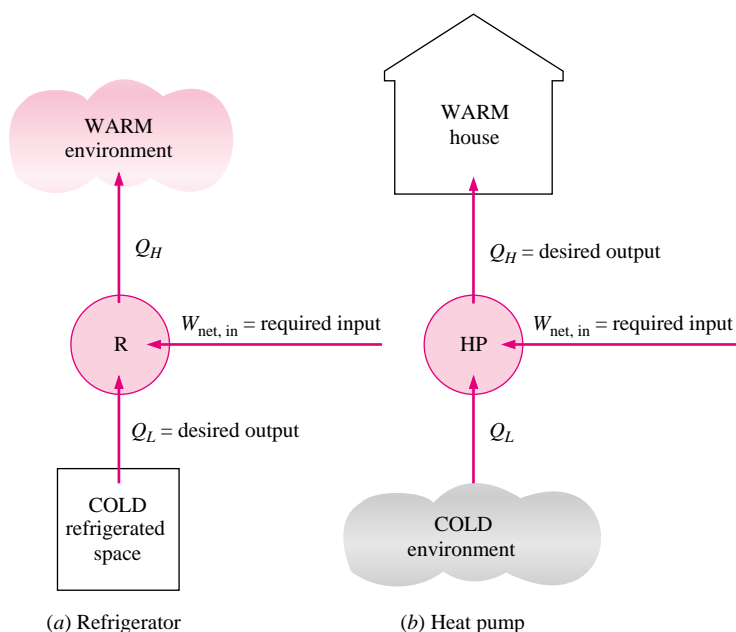 WARM
environment
Q_H
R
W_net, in = required input
Q_L = desired output
COLD
refrigerated
space
(a) Refrigerator
WARM
house
Q_H = desired output
HP
W_net, in = required input
Q_L
COLD
environment
(b) Heat pump